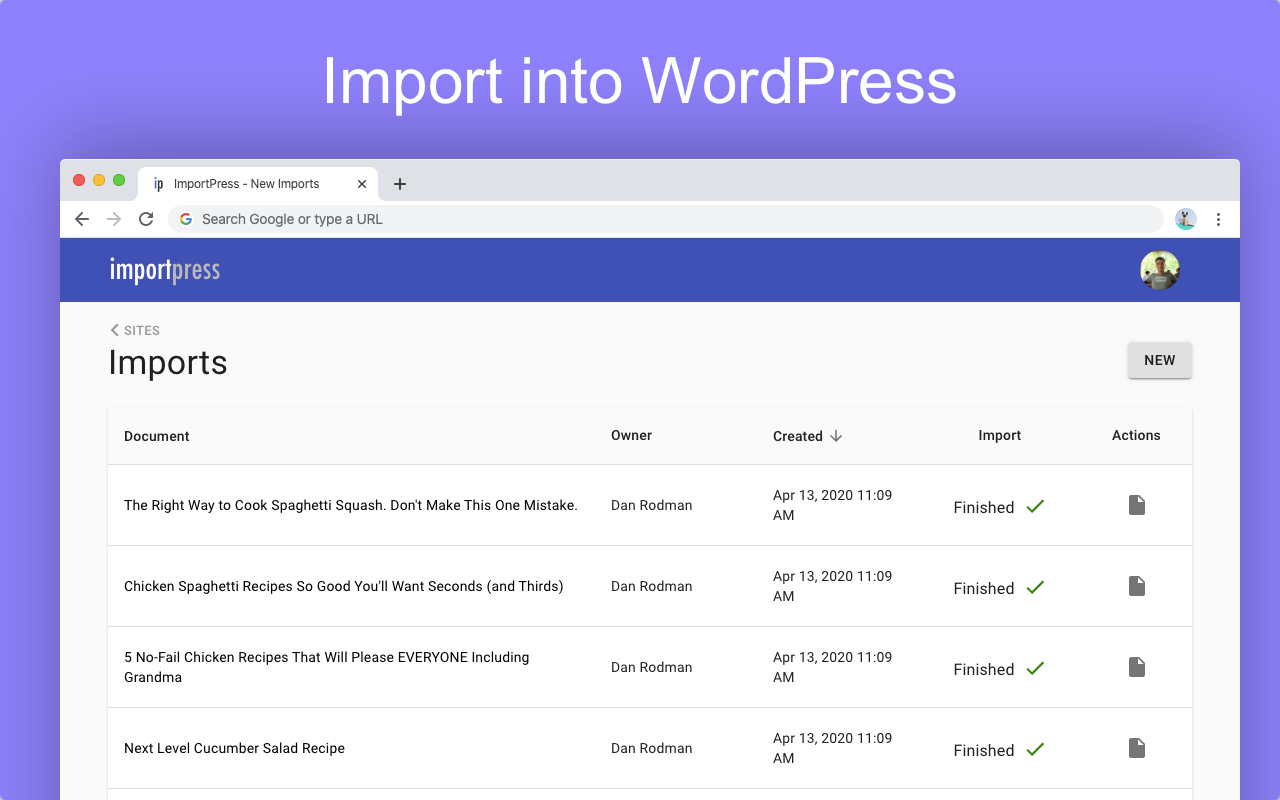 Import into WordPress
ip ImportPress - New Imports
Search Google or type a URL
importpress
SITES
Imports
NEW
Document Owner Created Import Actions
The Right Way to Cook Spaghetti Squash. Don't Make This One Mistake. Dan Rodman Apr 13, 2020 11:09 AM Finished
Chicken Spaghetti Recipes So Good You'll Want Seconds (and Thirds) Dan Rodman Apr 13, 2020 11:09 AM Finished
5 No-Fail Chicken Recipes That Will Please EVERYONE Including
Grandma Dan Rodman Apr 13, 2020 11:09 AM Finished
Next Level Cucumber Salad Recipe Dan Rodman Apr 13, 2020 11:09 AM Finished